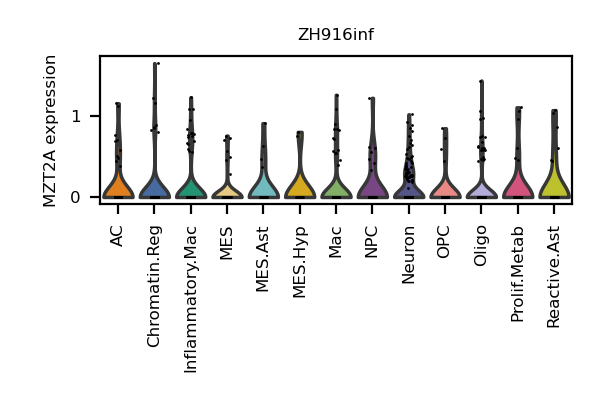 ZH916inf
MZT2A expression
1
0
AC
Chromatin.Reg
Inflammatory.Mac
MES
MES.Ast
MES.Hyp
Mac
NPC
Neuron
OPC
Oligo
Prolif.Metab
Reactive.Ast